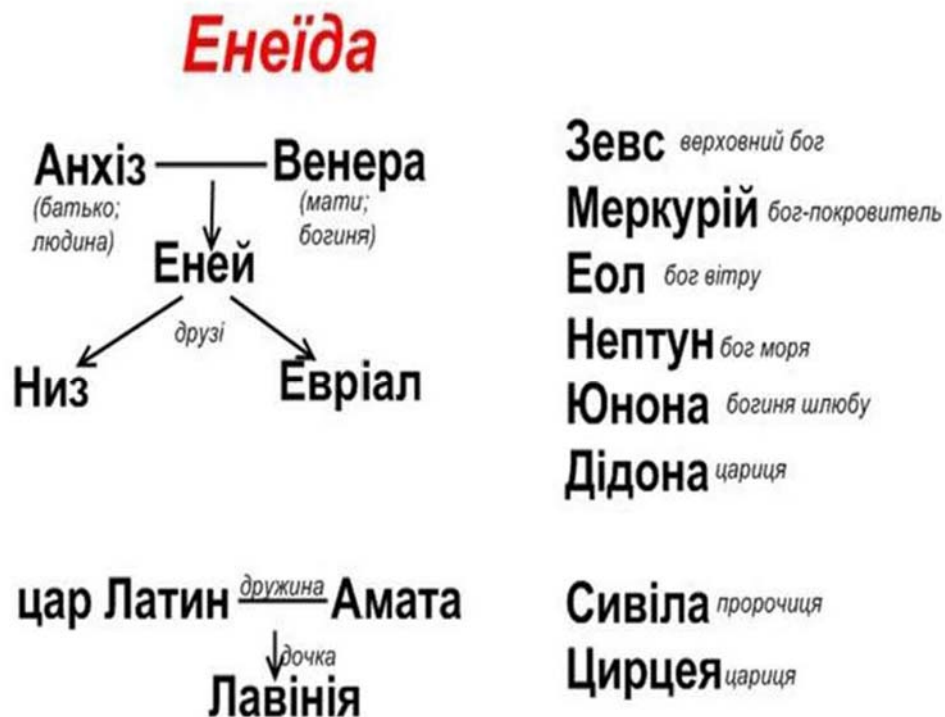 Енеїда
Анхіз
Венера
(батько;
людина)
(мати;
богиня)
Еней
друзі
Низ
Евріал
цар Латин дружина Амата
дочка
Лавінія
Зевс верховний бог
Меркурій бог-покровитель
Еол бог вітру
Нептун бог моря
Юнона богиня шлюбу
Дідона цариця
Сивіла пророчиця
Цирцея цариця